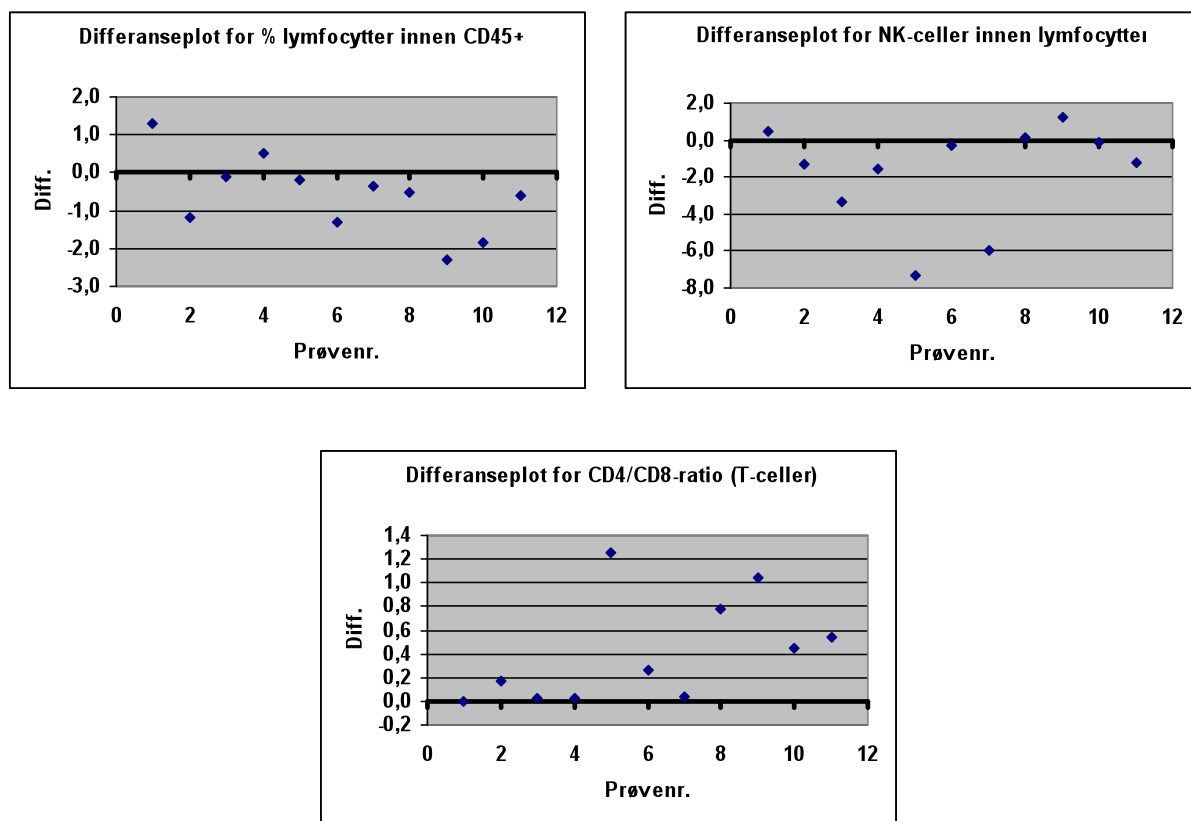 Differanseplot for % lymfocytter innen CD45+
2,0
1,0
0,0
-1,0
-2,0
-3,0
Diff.
0 2 4 6 8 10 12
Prøvenr.
Differanseplot for NK-celler innen lymfocytter
2,0
0,0
-2,0
-4,0
-6,0
-8,0
Diff.
0 2 4 6 8 10 12
Prøvenr.
Differanseplot for CD4/CD8-ratio (T-celler)
1,4
1,2
1,0
0,8
0,6
0,4
0,2
0,0
-0,2
Diff.
0 2 4 6 8 10 12
Prøvenr.